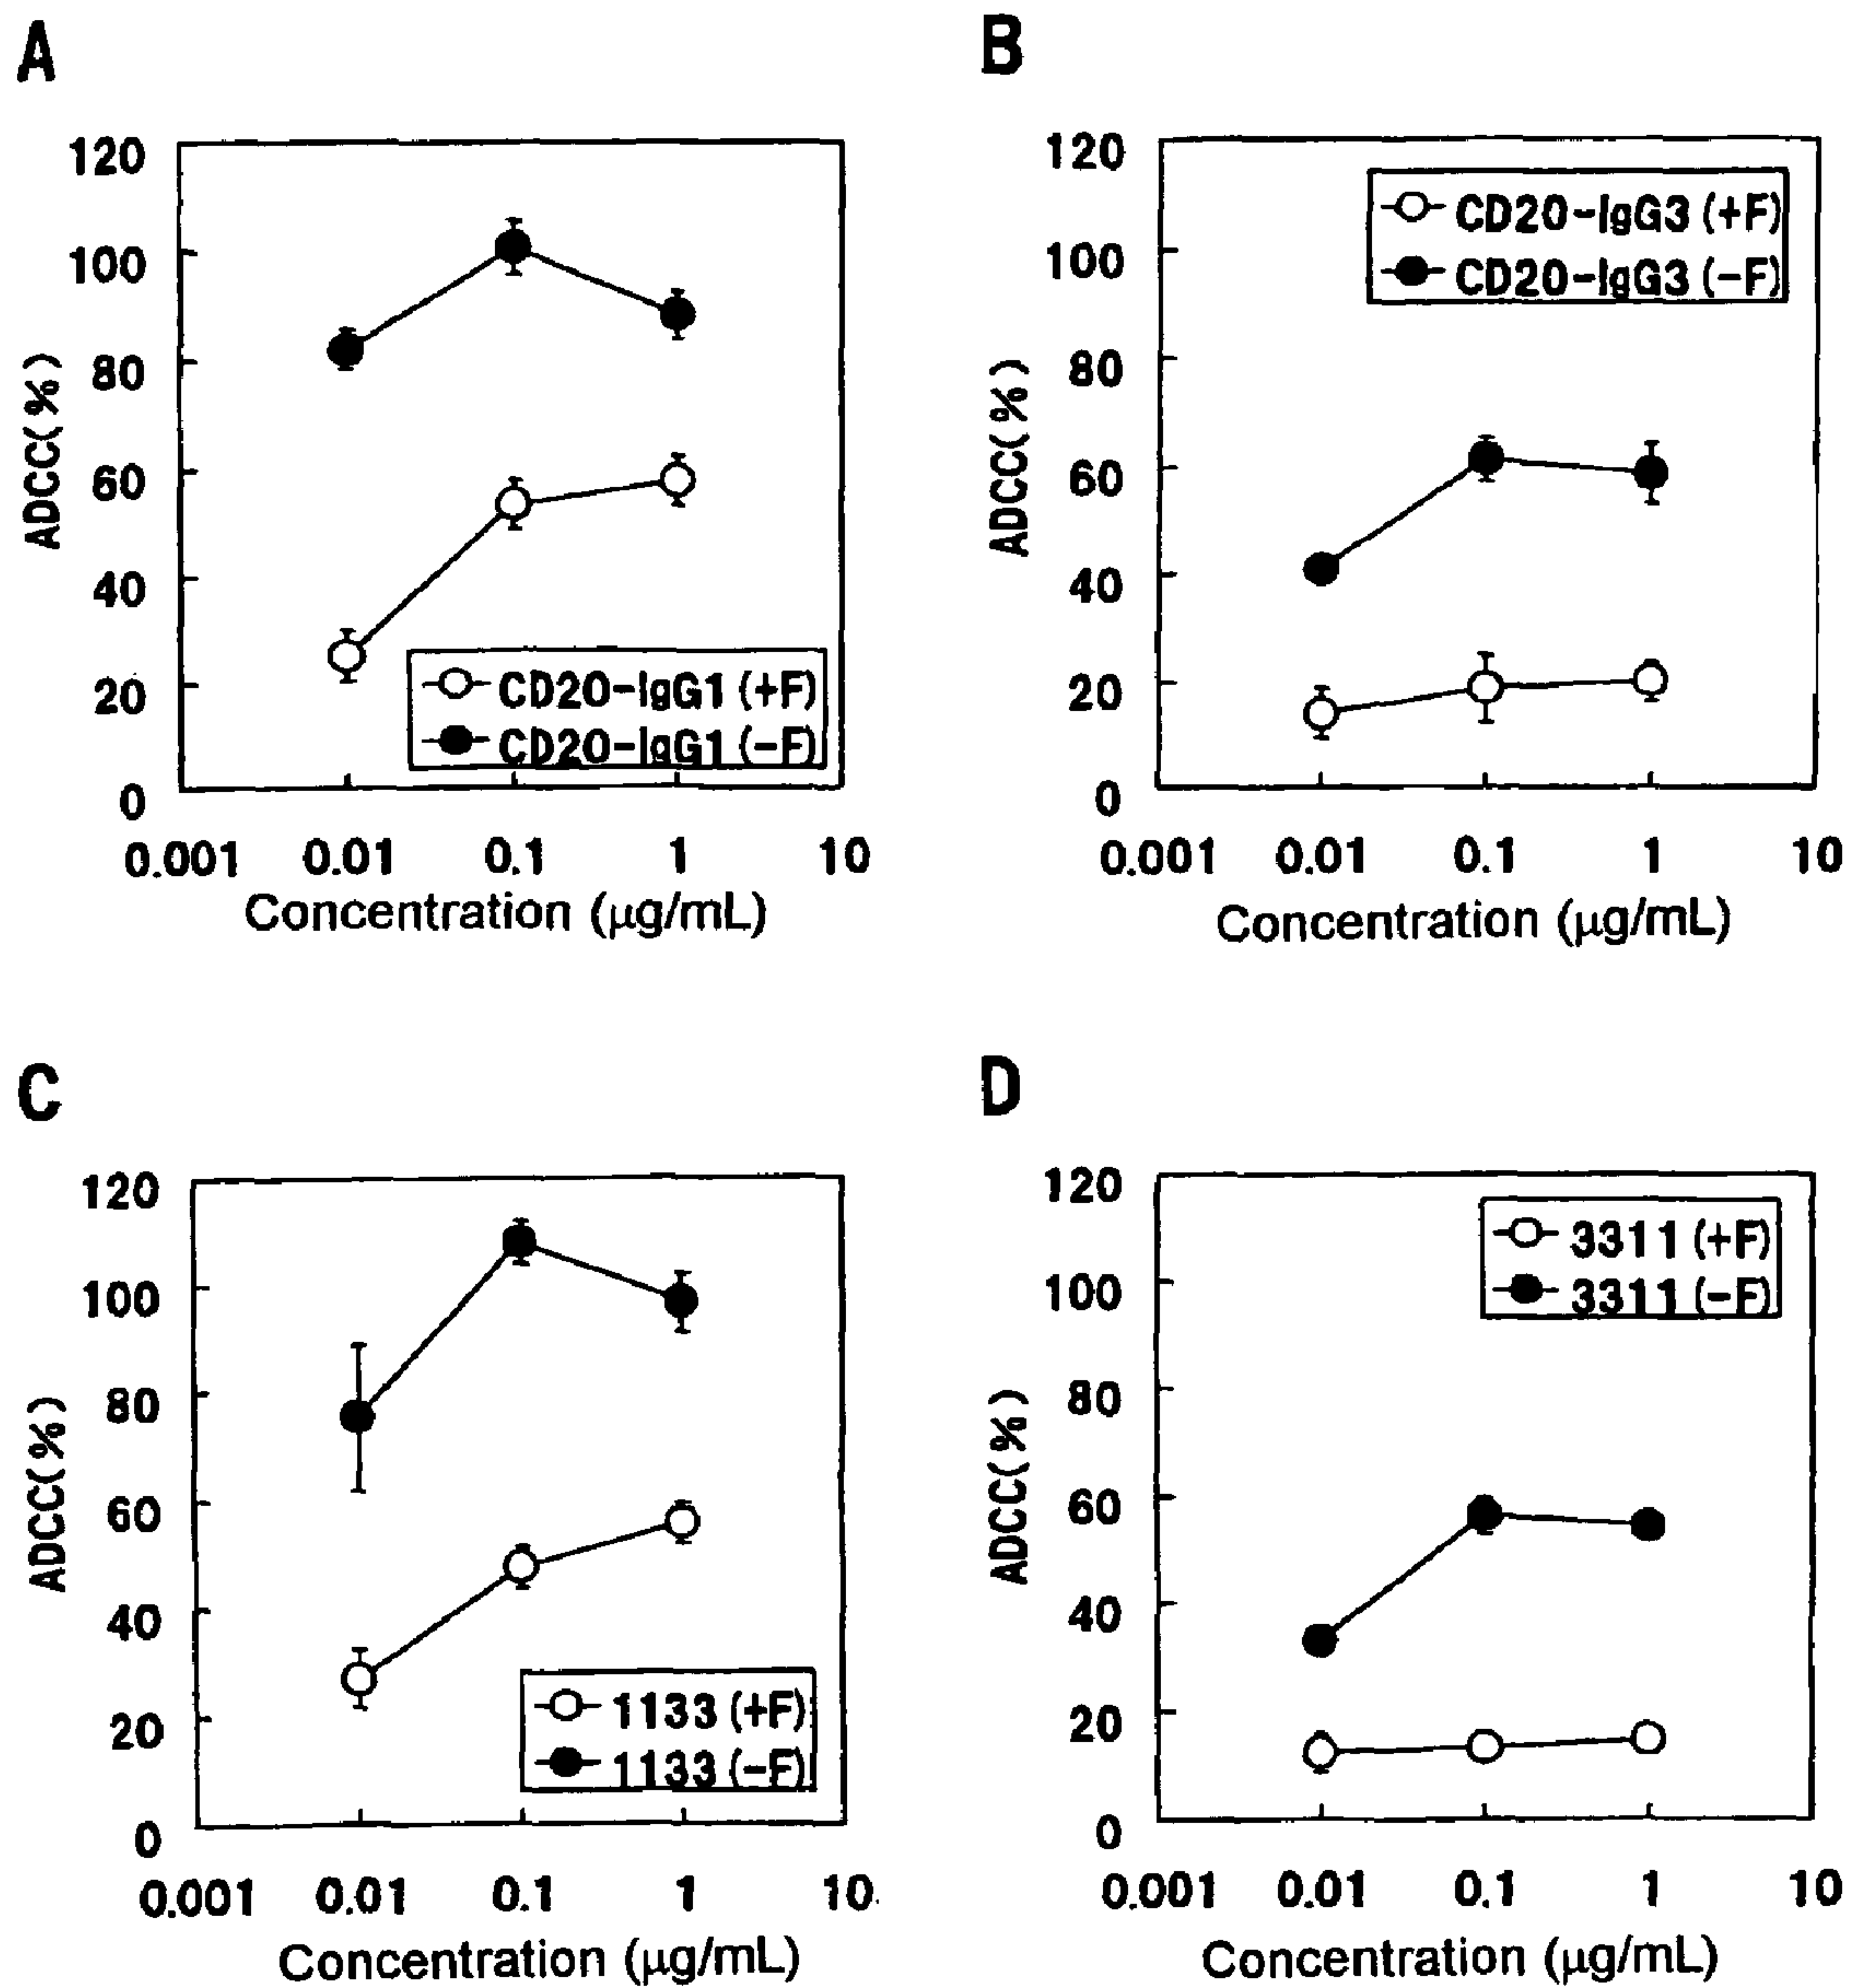 A
120
100
80
60
40
20
0
ADCC(%)
CD20-IgG1 (+F)
CD20-IgG1 (-F)
0.001 0.01 0.1 1 10
Concentration (μg/mL)
B
120
100
80
60
40
20
0
ADCC(%)
CD20-IgG3 (+F)
CD20-IgG3 (-F)
0.001 0.01 0.1 1 10
Concentration (μg/mL)
C
120
100
80
60
40
20
0
ADCC(%)
1133 (+F)
1133 (-F)
0.001 0.01 0.1 1 10
Concentration (μg/mL)
D
120
100
80
60
40
20
0
ADCC(%)
3311 (+F)
3311 (-F)
0.001 0.01 0.1 1 10
Concentration (μg/mL)